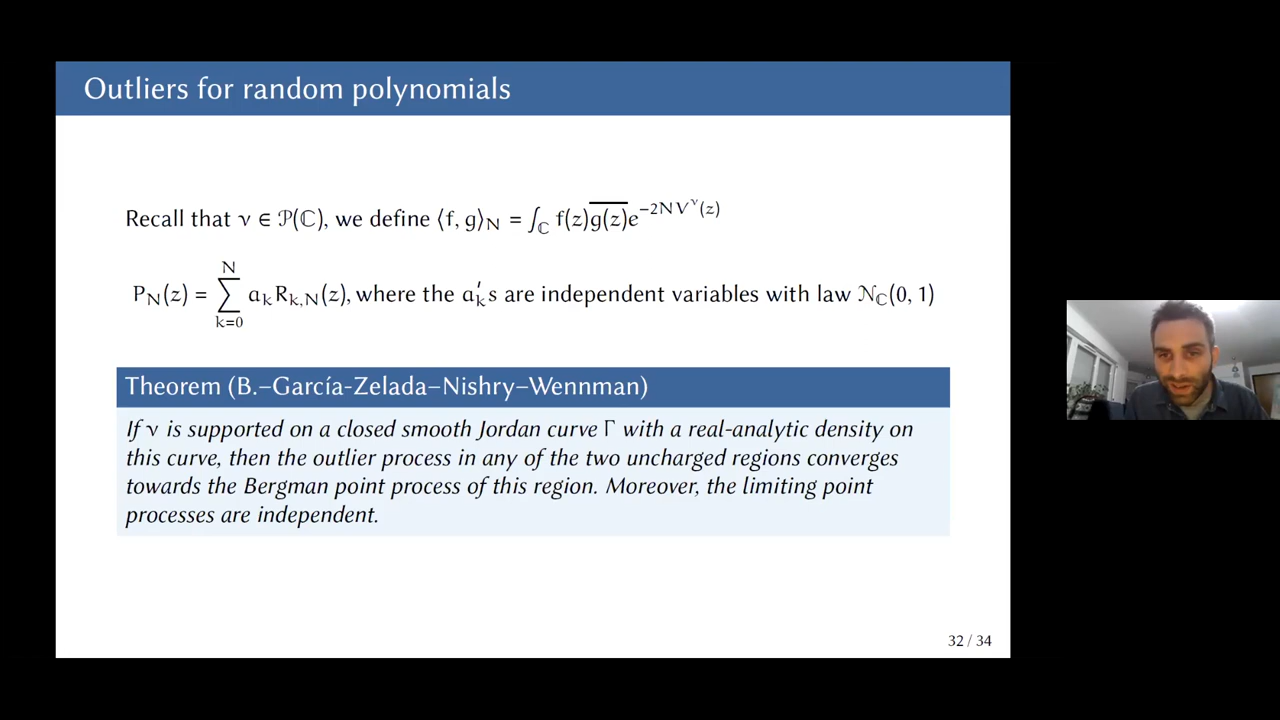 Outliers for random polynomials
Recall that ν ∈ 𝒫(ℂ), we define ⟨f, g⟩_N = ∫_ℂ f(z)\overline{g(z)}e^{−2NV^ν(z)}
P_N(z) = ∑_{k=0}^{N} a_k R_{k,N}(z), where the a_k's are independent variables with law 𝒩_ℂ(0, 1)
Theorem (B.–García-Zelada–Nishry–Wennman)
If ν is supported on a closed smooth Jordan curve Γ with a real-analytic density on
this curve, then the outlier process in any of the two uncharged regions converges
towards the Bergman point process of this region. Moreover, the limiting point
processes are independent.
32 / 34